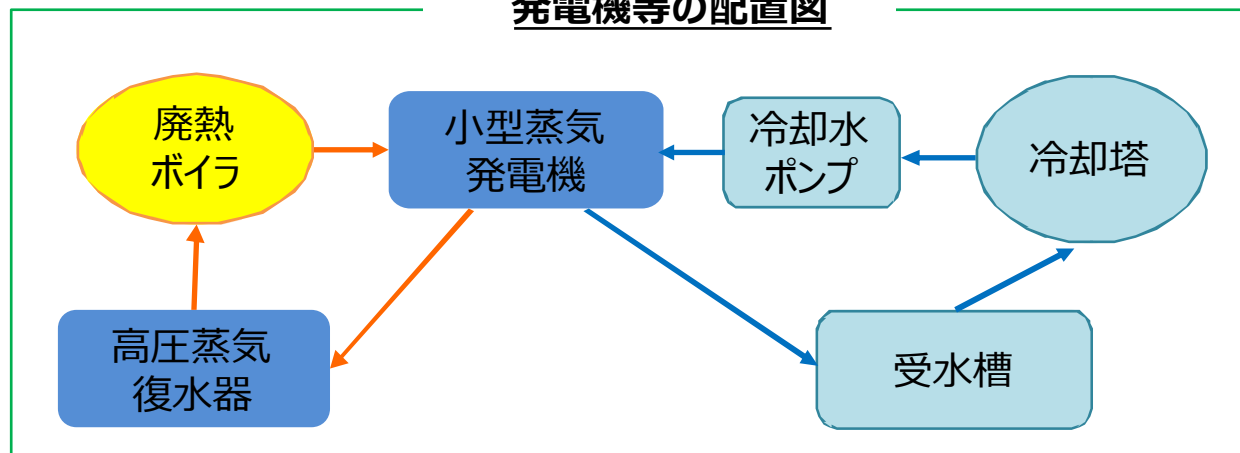 発電機等の配置図
廃熱
ボイラ
小型蒸気
発電機
冷却水
ポンプ
冷却塔
高圧蒸気
復水器
受水槽